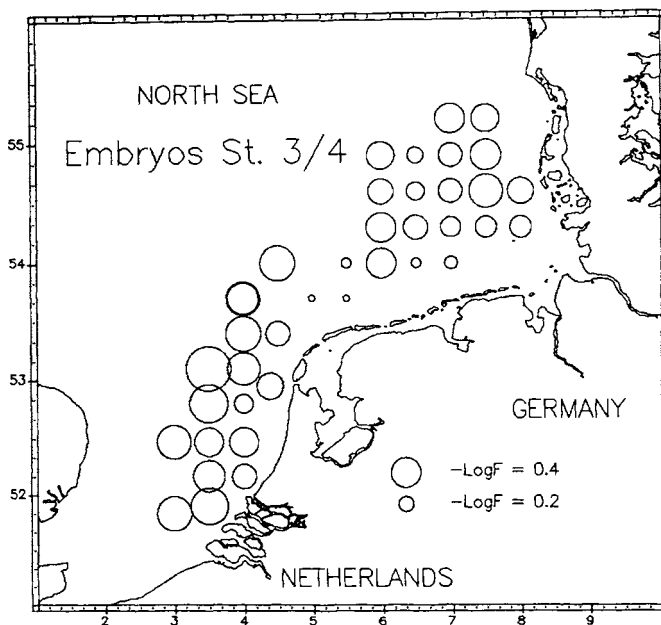 NORTH SEA
Embryos St. 3/4
55
54
53
52
GERMANY
-LogF = 0.4
-LogF = 0.2
NETHERLANDS
2 3 4 5 6 7 8 9